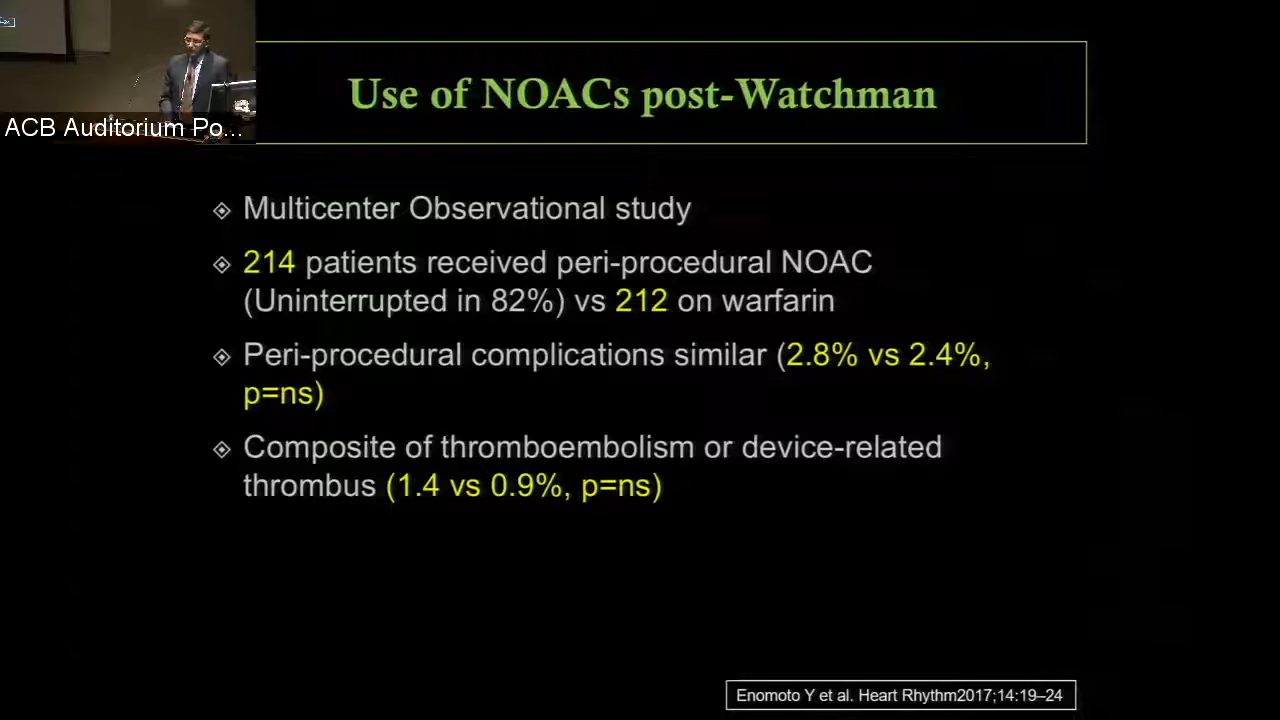 Use of NOACs post-Watchman
ACB Auditorium Po...
Multicenter Observational study
214 patients received peri-procedural NOAC
(Uninterrupted in 82%) vs 212 on warfarin
Peri-procedural complications similar (2.8% vs 2.4%,
p=ns)
Composite of thromboembolism or device-related
thrombus (1.4 vs 0.9%, p=ns)
Enomoto Y et al. Heart Rhythm2017;14:19–24